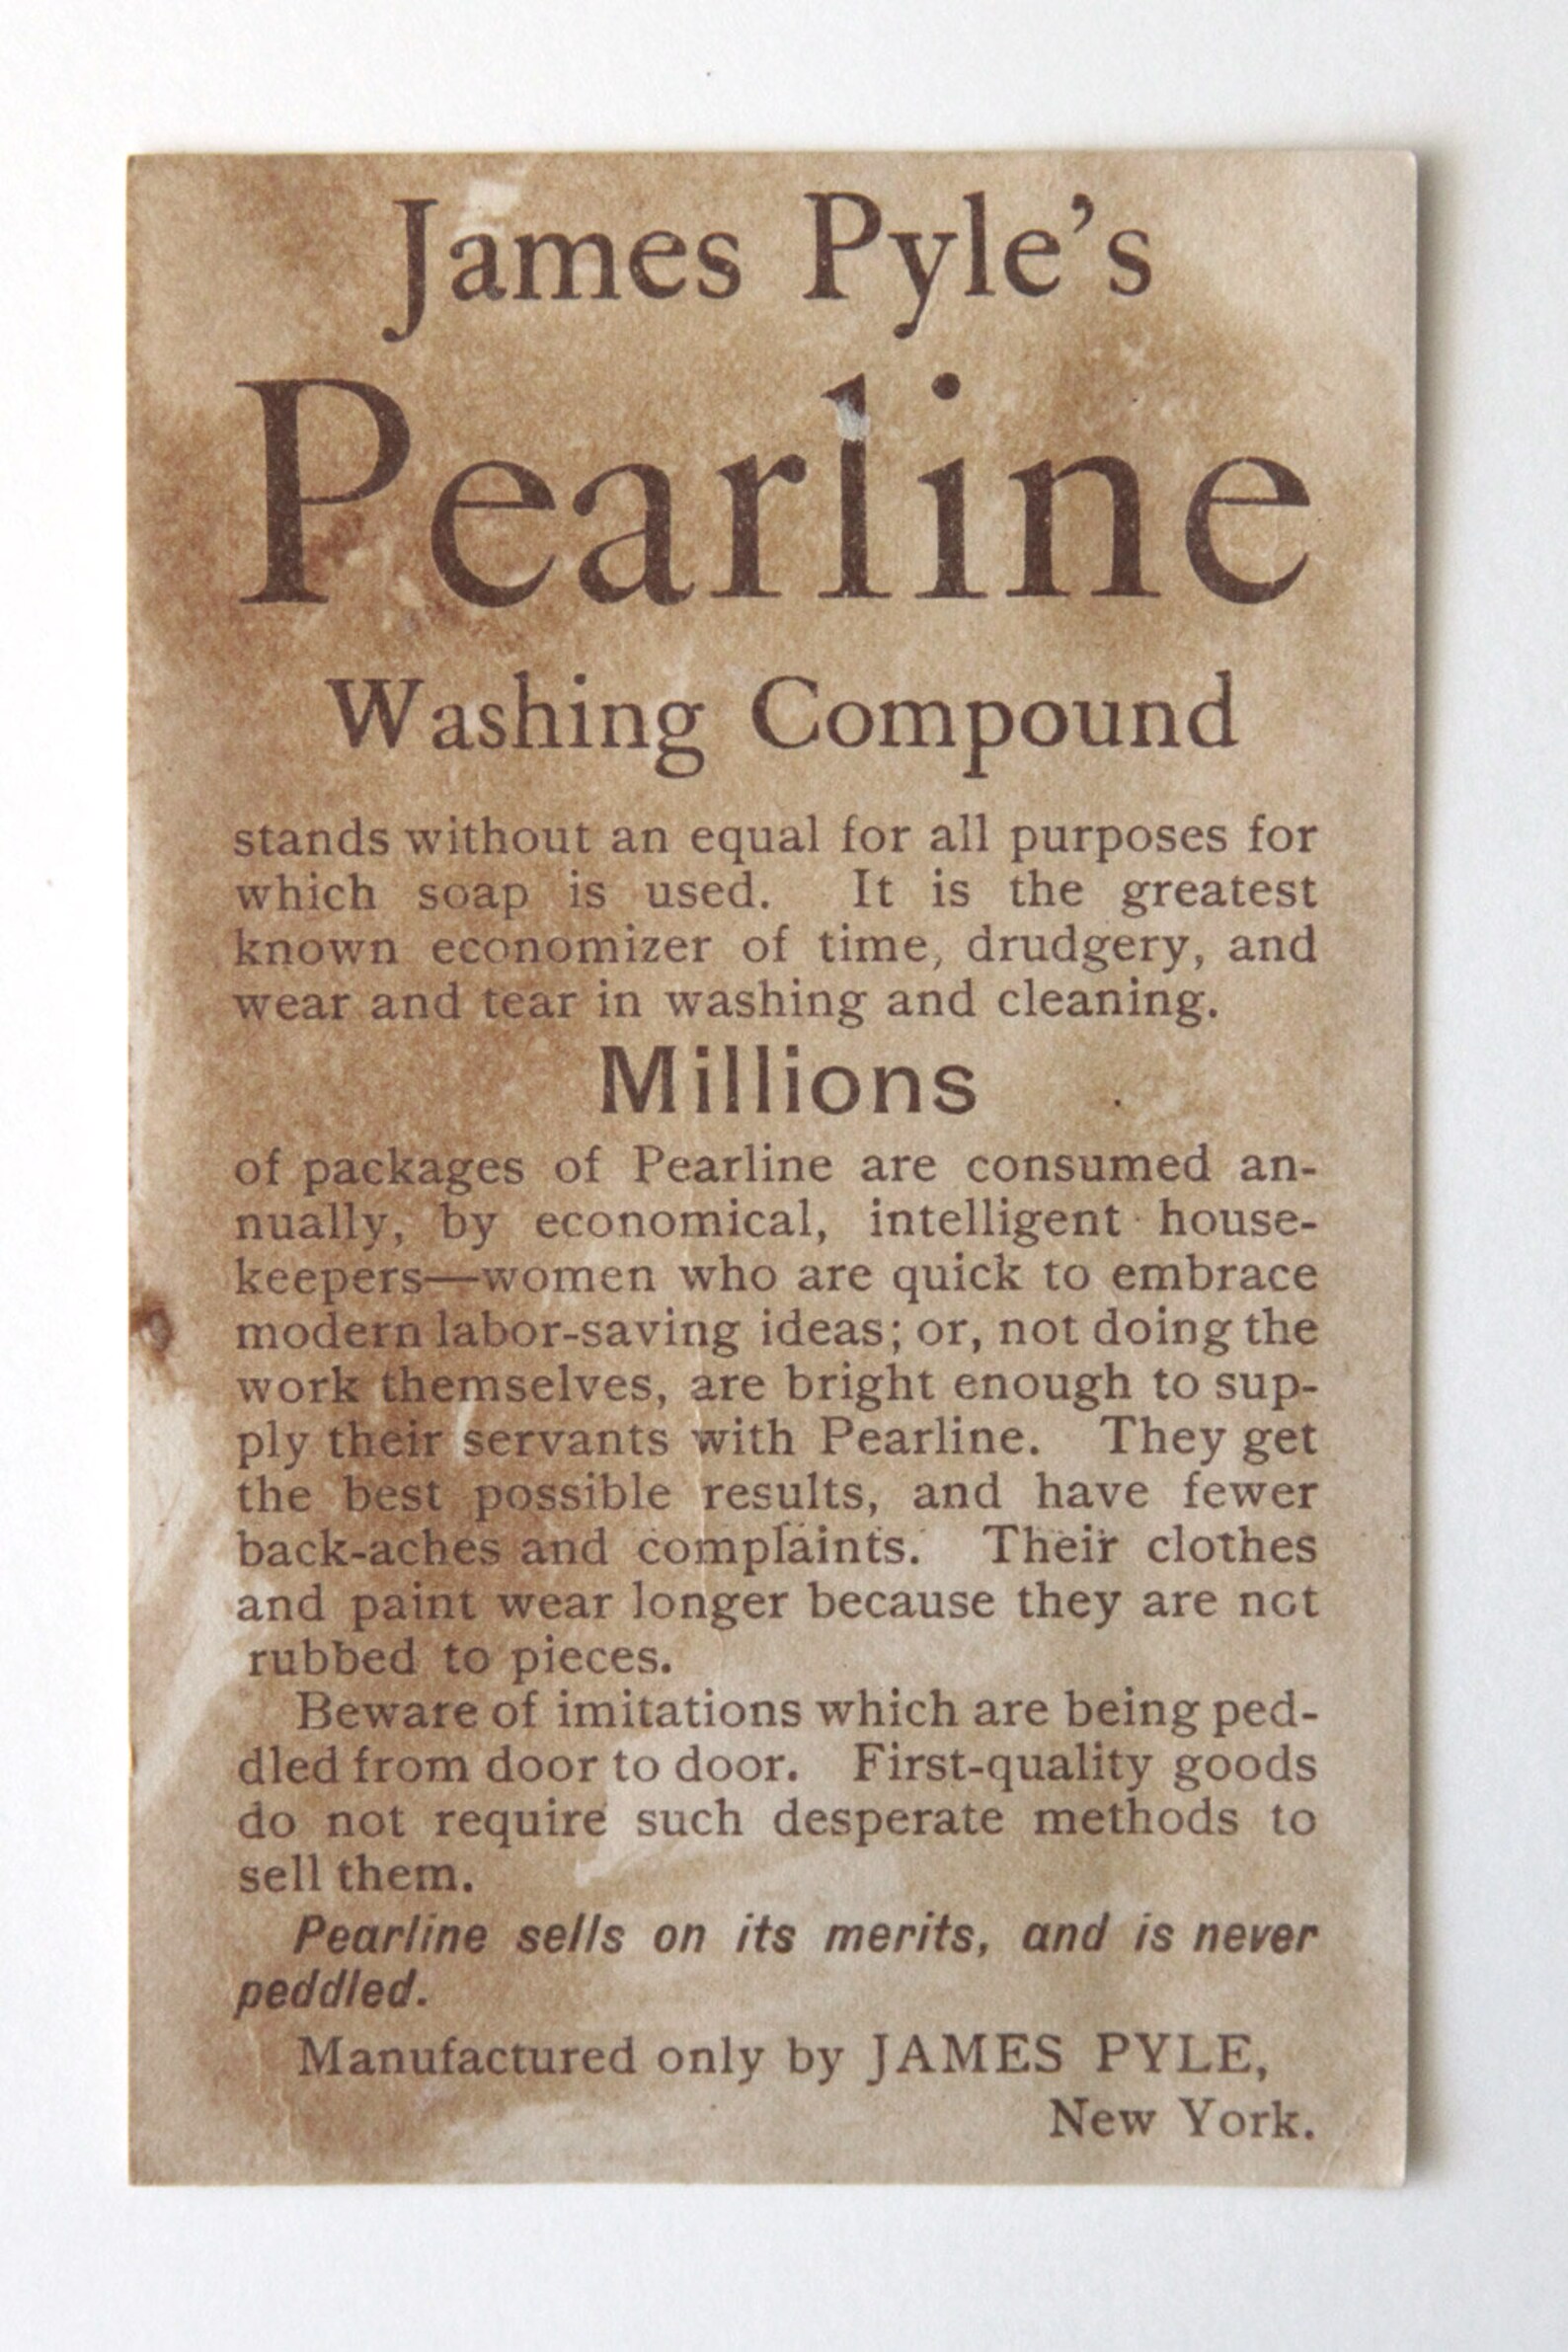 James Pyle's
Pearline
Washing Compound
stands without an equal for all purposes for
which soap is used. It is the greatest
known economizer of time, drudgery, and
wear and tear in washing and cleaning.
Millions
of packages of Pearline are consumed an-
nually, by economical, intelligent house-
keepers—women who are quick to embrace
modern labor-saving ideas; or, not doing the
work themselves, are bright enough to sup-
ply their servants with Pearline. They get
the best possible results, and have fewer
back-aches and complaints. Their clothes
and paint wear longer because they are not
rubbed to pieces.
Beware of imitations which are being ped-
dled from door to door. First-quality goods
do not require such desperate methods to
sell them.
Pearline sells on its merits, and is never
peddled.
Manufactured only by JAMES PYLE,
New York.